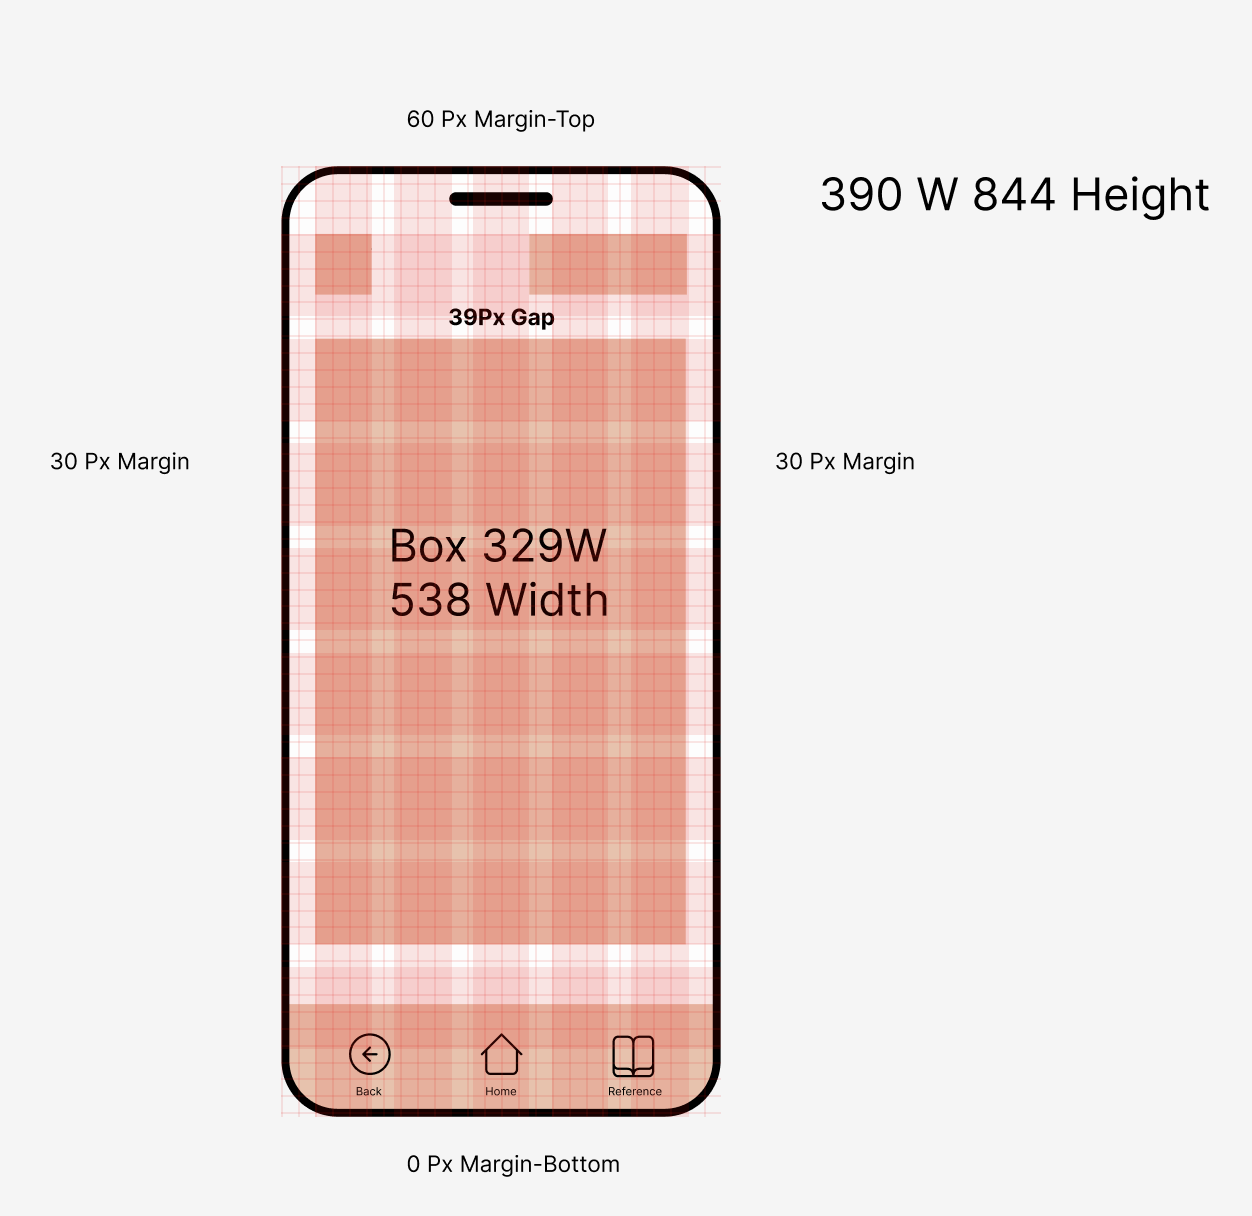 60 Px Margin-Top
390 W 844 Height
39Px Gap
30 Px Margin
30 Px Margin
Box 329W
538 Width
Back
Home
Reference
0 Px Margin-Bottom